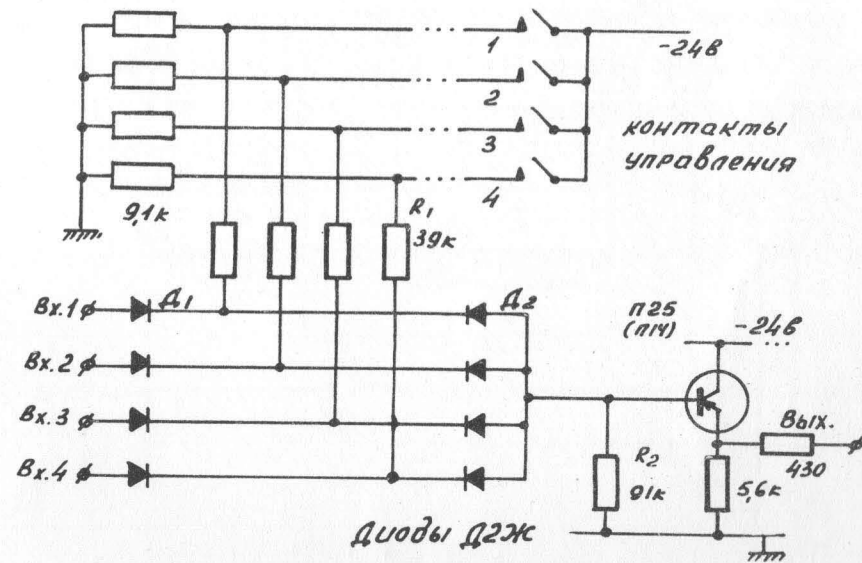 1
-24в
2
3
контакты
управления
4
9,1к
R1
39к
Вх.1
Д1
Д2
П25
(П14)
-24в
Вх.2
Вх.3
Вых.
Вх.4
R2
91к
5,6к
430
Диоды Д2Ж